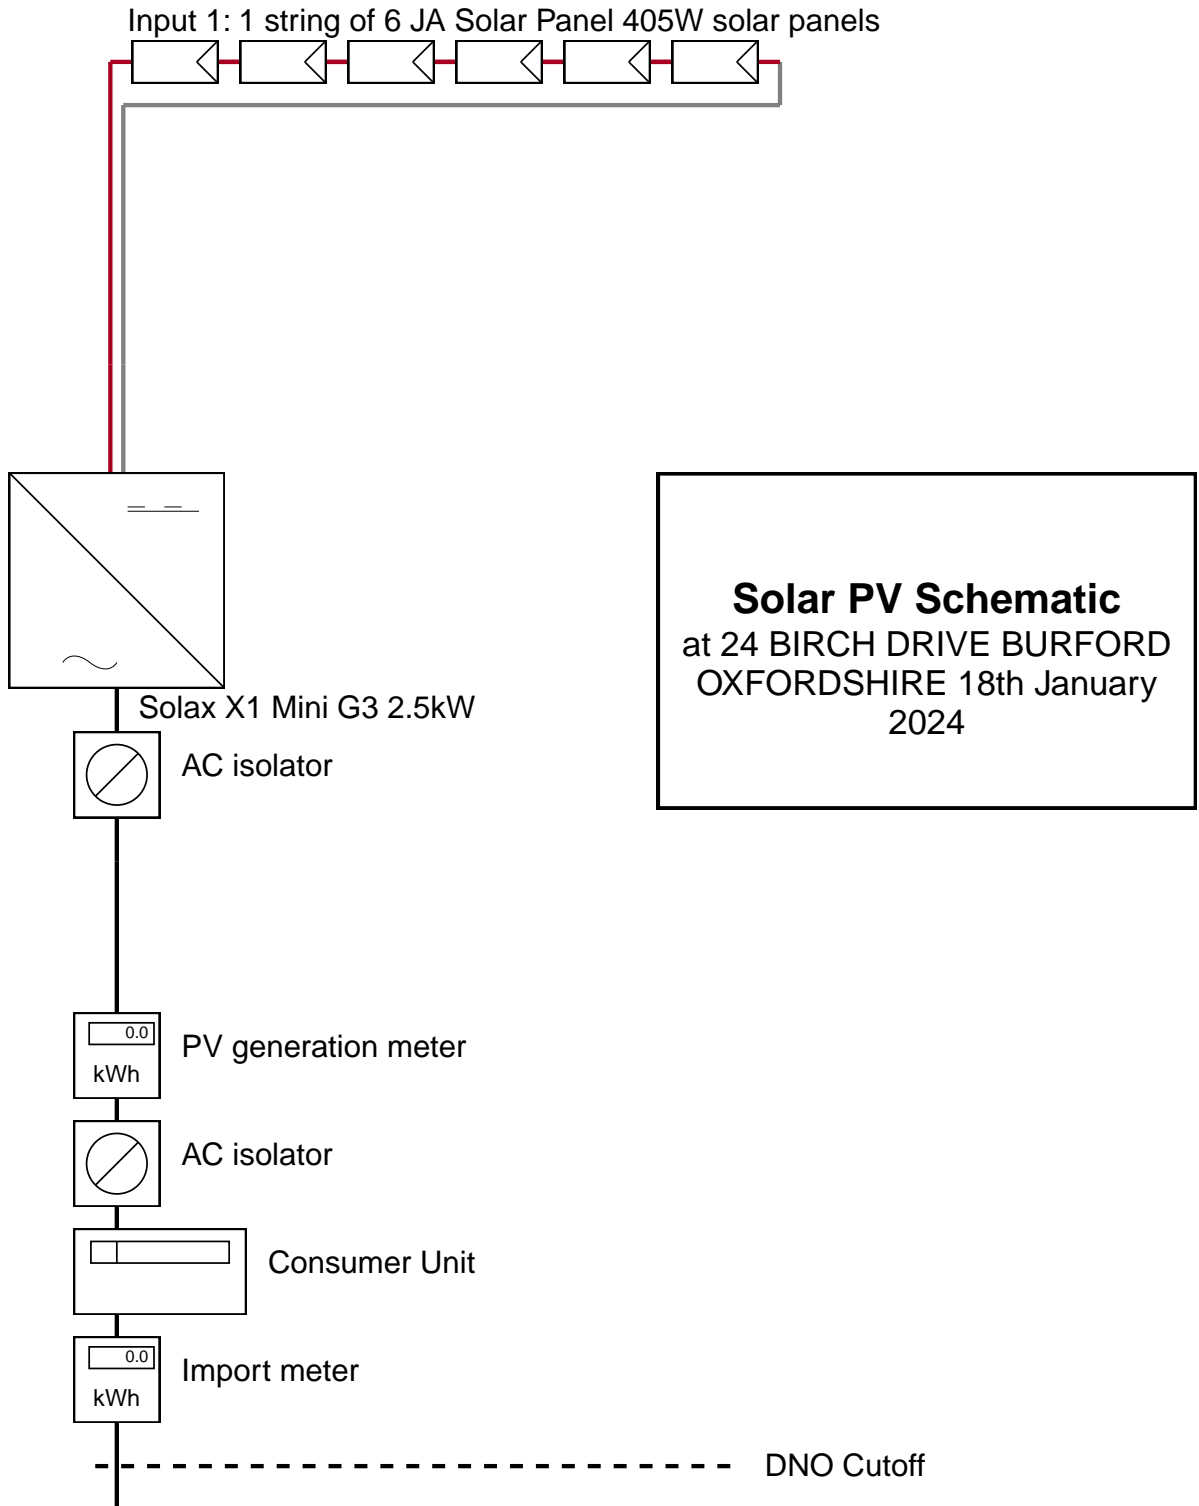 Input 1: 1 string of 6 JA Solar Panel 405W solar panels
Solar PV Schematic
at 24 BIRCH DRIVE BURFORD
OXFORDSHIRE 18th January
2024
Solax X1 Mini G3 2.5kW
AC isolator
0.0
kWh
PV generation meter
AC isolator
Consumer Unit
0.0
kWh
Import meter
DNO Cutoff